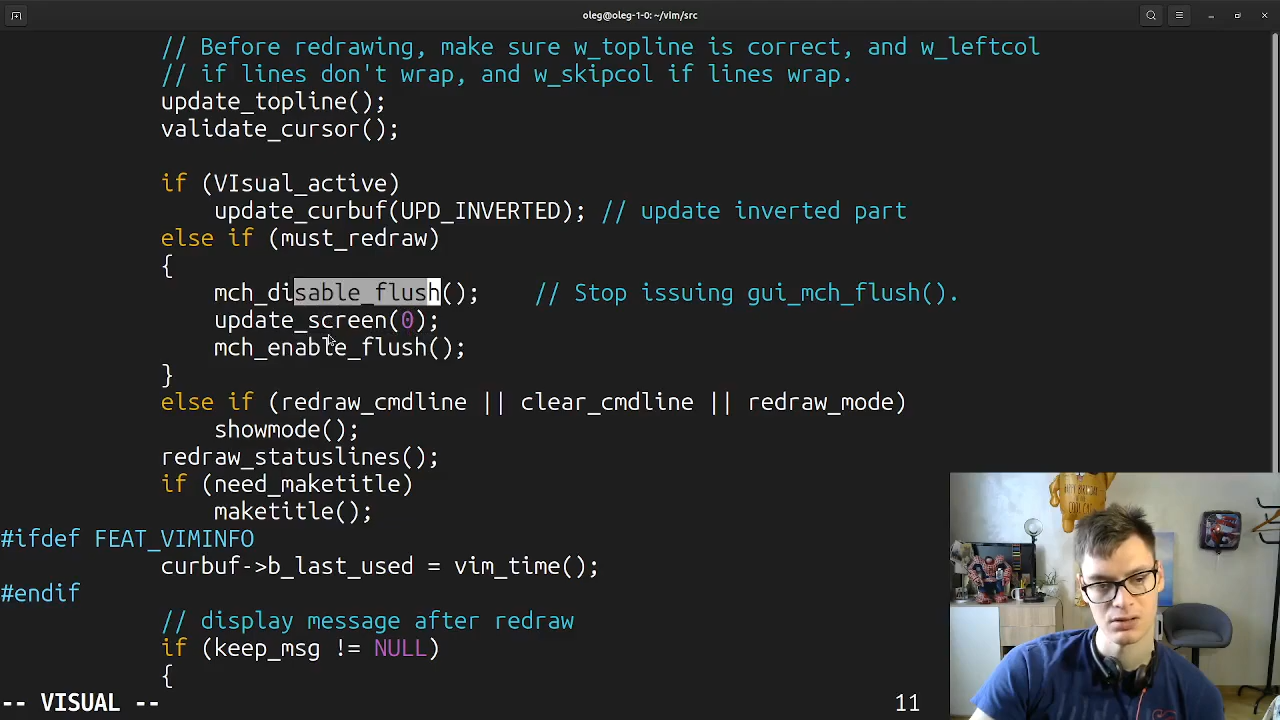 oleg@oleg-1-0: ~/vim/src
// Before redrawing, make sure w_topline is correct, and w_leftcol
// if lines don't wrap, and w_skipcol if lines wrap.
update_topline();
validate_cursor();
if (VIsual_active)
update_curbuf(UPD_INVERTED); // update inverted part
else if (must_redraw)
{
mch_disable_flush(); // Stop issuing gui_mch_flush().
update_screen(0);
mch_enable_flush();
}
else if (redraw_cmdline || clear_cmdline || redraw_mode)
showmode();
redraw_statuslines();
if (need_maketitle)
maketitle();
#ifdef FEAT_VIMINFO
curbuf->b_last_used = vim_time();
#endif
// display message after redraw
if (keep_msg != NULL)
{
-- VISUAL -- 11